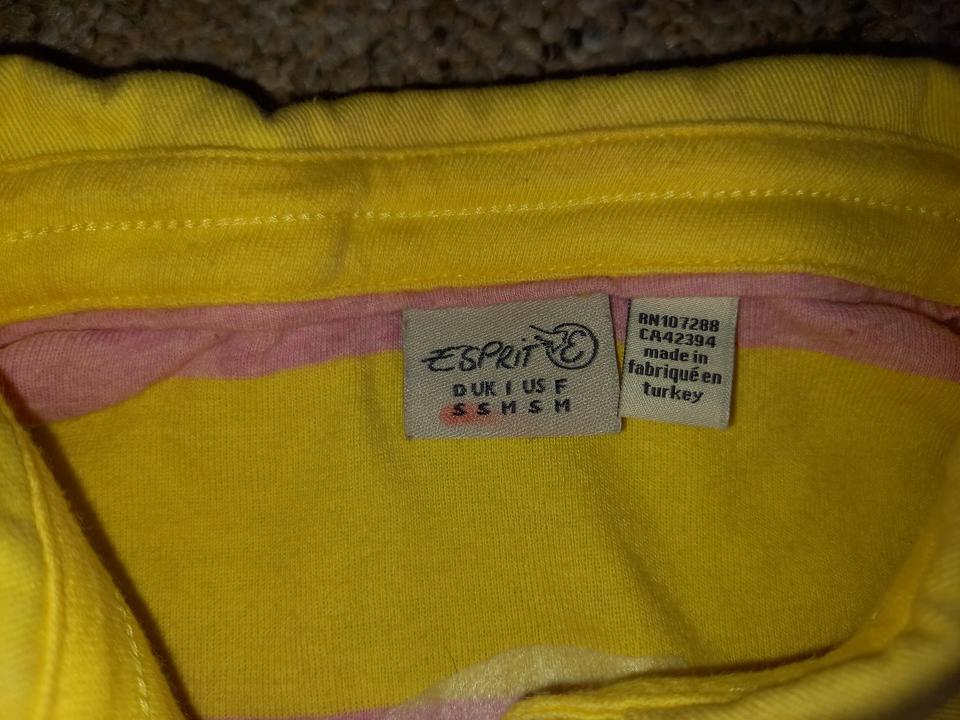 ESPRIT E
D UK I US F
S S M S M
RN107288
CA42394
made in
fabriqué en
turkey